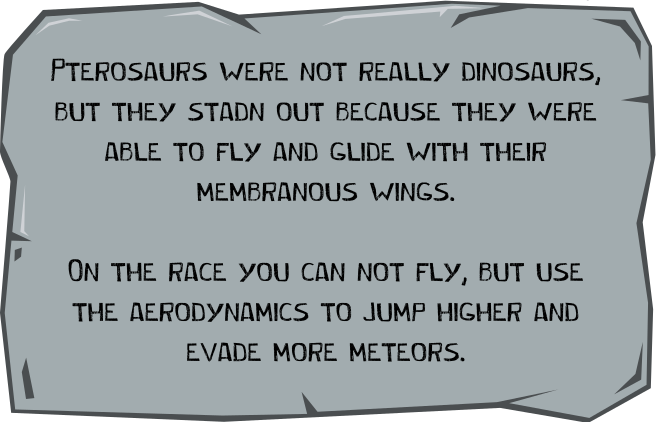 Pterosaurs were not really dinosaurs,
but they stadn out because they were
able to fly and glide with their
membranous wings.
On the race you can not fly, but use
the aerodynamics to jump higher and
evade more meteors.